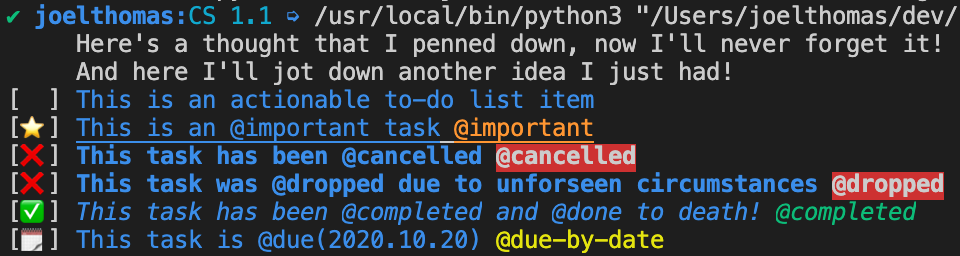 ✔ joelthomas:CS 1.1 ➩ /usr/local/bin/python3 "/Users/joelthomas/dev/
Here's a thought that I penned down, now I'll never forget it!
And here I'll jot down another idea I just had!
[ ] This is an actionable to-do list item
[⭐] This is an @important task @important
[❌] This task has been @cancelled @cancelled
[❌] This task was @dropped due to unforseen circumstances @dropped
[✅] This task has been @completed and @done to death! @completed
[🗓] This task is @due(2020.10.20) @due-by-date